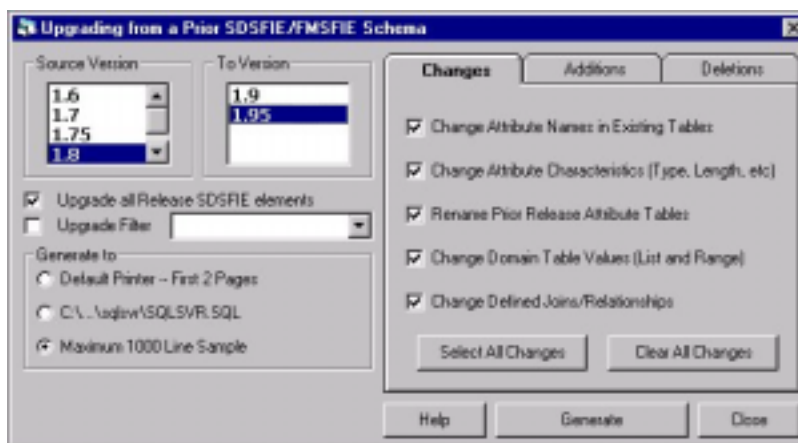 Upgrading from a Prior SDSFIE/FMSFIE Schema
Source Version
1.6
1.7
1.75
1.8
To Version
1.9
1.95
Upgrade all Release SDSFIE elements
Upgrade Filter
Generate to
Default Printer -- First 2 Pages
C:\...\sqlsvr\SQLSVR.SQL
Maximum 1000 Line Sample
Changes
Additions
Deletions
Change Attribute Names in Existing Tables
Change Attribute Characteristics (Type, Length, etc)
Rename Prior Release Attribute Tables
Change Domain Table Values (List and Range)
Change Defined Joins/Relationships
Select All Changes
Clear All Changes
Help
Generate
Close